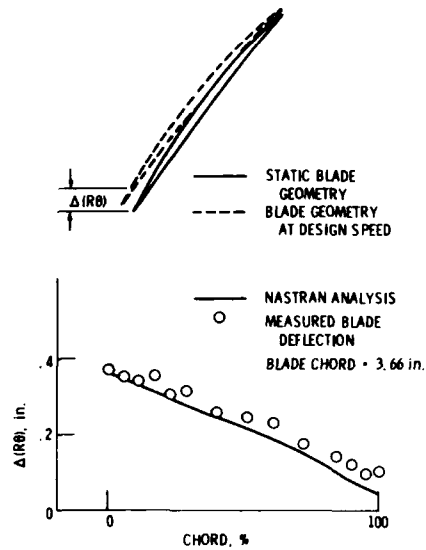 Δ(Rθ)
STATIC BLADE
GEOMETRY
BLADE GEOMETRY
AT DESIGN SPEED
NASTRAN ANALYSIS
MEASURED BLADE
DEFLECTION
BLADE CHORD = 3.66 in.
.4
.2
0
Δ(Rθ), in.
0
100
CHORD, %